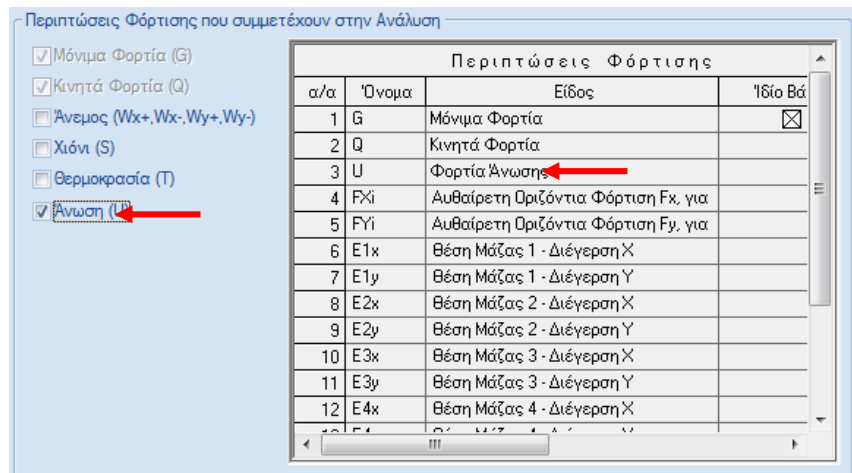 Περιπτώσεις Φόρτισης που συμμετέχουν στην Ανάλυση
Μόνιμα Φορτία (G)
Κινητά Φορτία (Q)
Άνεμος (Wx+,Wx-,Wy+,Wy-)
Χιόνι (S)
Θερμοκρασία (T)
Άνωση (U)
Περιπτώσεις Φόρτισης
α/α Όνομα Είδος Ίδίο Βά
1 G Μόνιμα Φορτία
2 Q Κινητά Φορτία
3 U Φορτία Άνωσης
4 FXi Αυθαίρετη Οριζόντια Φόρτιση Fx, για
5 FYi Αυθαίρετη Οριζόντια Φόρτιση Fy, για
6 E1x Θέση Μάζας 1 - Διέγερση X
7 E1y Θέση Μάζας 1 - Διέγερση Y
8 E2x Θέση Μάζας 2 - Διέγερση X
9 E2y Θέση Μάζας 2 - Διέγερση Y
10 E3x Θέση Μάζας 3 - Διέγερση X
11 E3y Θέση Μάζας 3 - Διέγερση Y
12 E4x Θέση Μάζας 4 - Διέγερση X